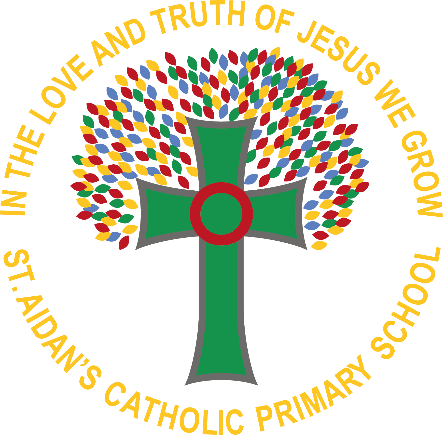 IN THE LOVE AND TRUTH OF JESUS WE GROW
ST. AIDAN'S CATHOLIC PRIMARY SCHOOL